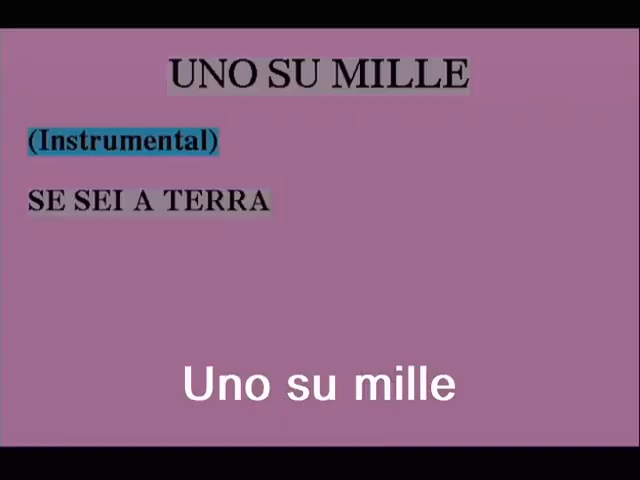 UNO SU MILLE
(Instrumental)
SE SEI A TERRA
Uno su mille